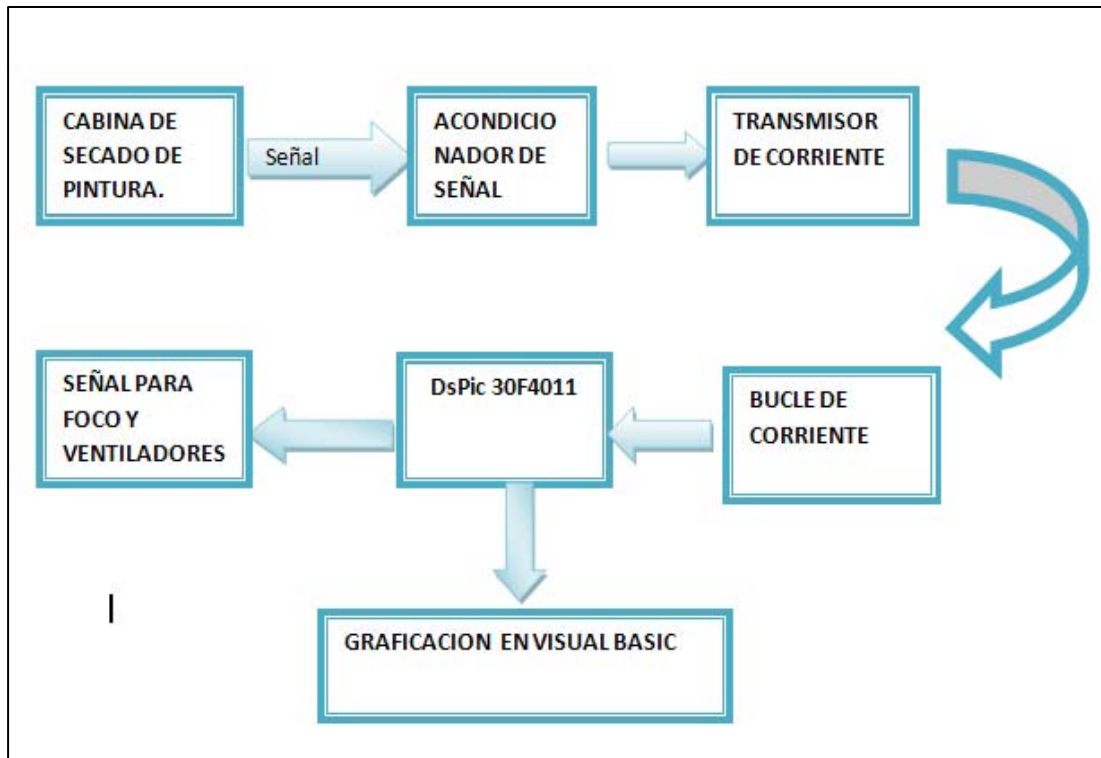 CABINA DE
SECADO DE
PINTURA.
Señal
ACONDICIO
NADOR DE
SEÑAL
TRANSMISOR
DE CORRIENTE
SEÑAL PARA
FOCO Y
VENTILADORES
DsPic 30F4011
BUCLE DE
CORRIENTE
GRAFICACION EN VISUAL BASIC